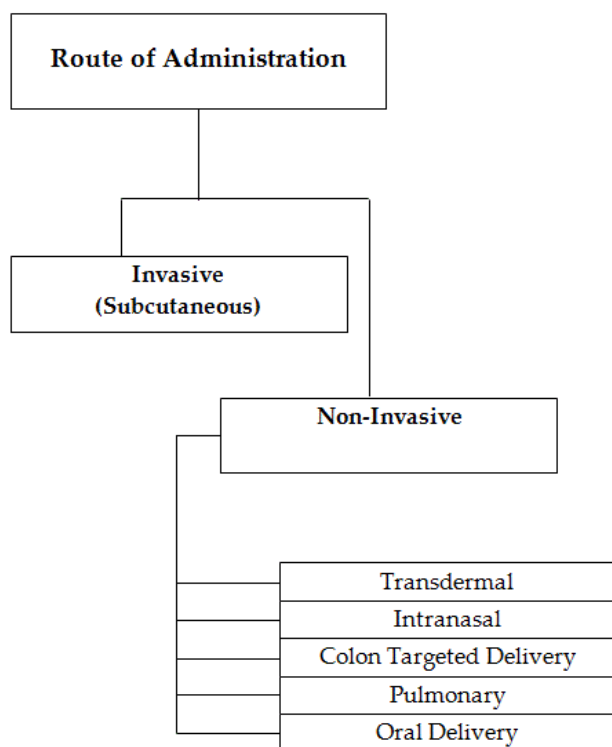 Route of Administration
Invasive
(Subcutaneous)
Non-Invasive
Transdermal
Intranasal
Colon Targeted Delivery
Pulmonary
Oral Delivery